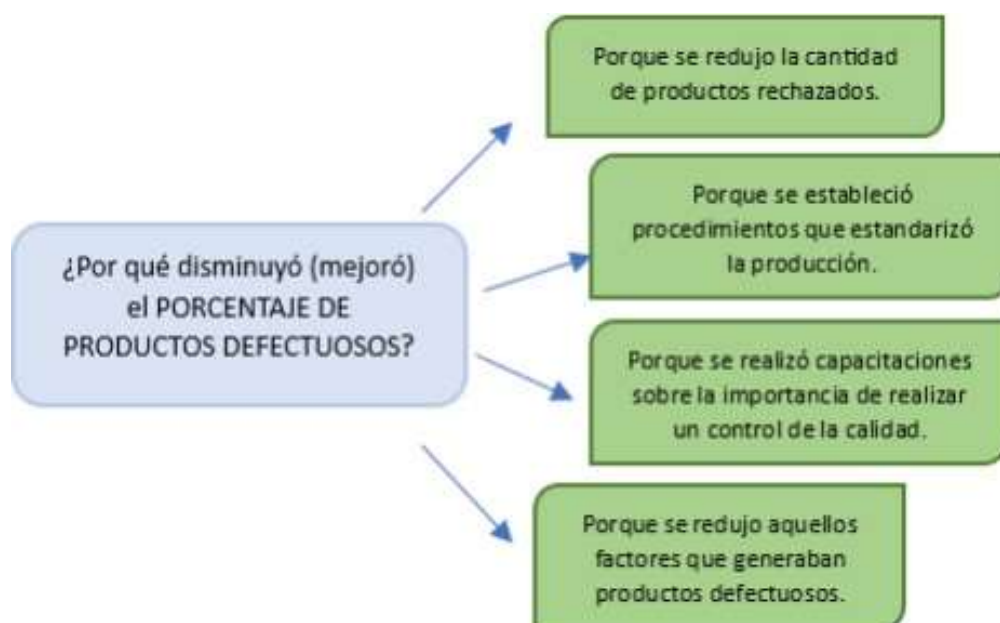 ¿Por qué disminuyó (mejoró)
el PORCENTAJE DE
PRODUCTOS DEFECTUOSOS?
Porque se redujo la cantidad
de productos rechazados.
Porque se estableció
procedimientos que estandarizó
la producción.
Porque se realizó capacitaciones
sobre la importancia de realizar
un control de la calidad.
Porque se redujo aquellos
factores que generaban
productos defectuosos.